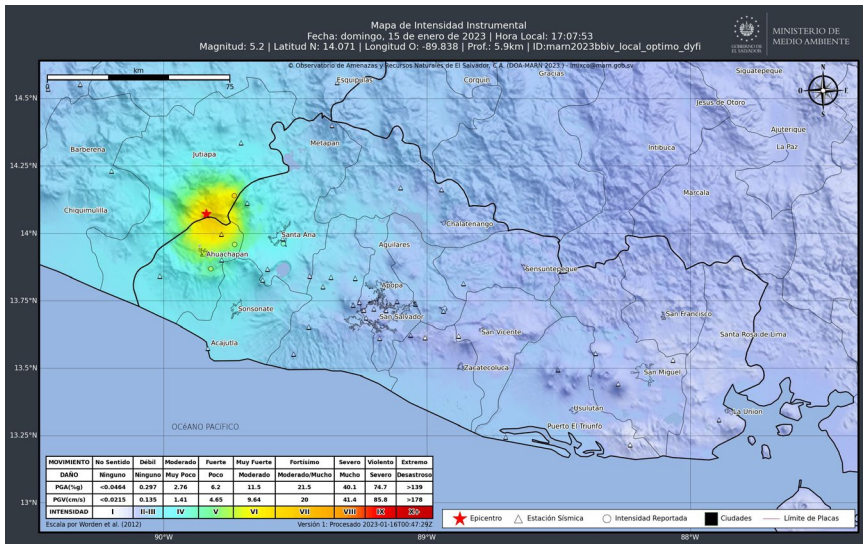 Mapa de Intensidad Instrumental
Fecha: domingo, 15 de enero de 2023 | Hora Local: 17:07:53
Magnitud: 5.2 | Latitud N: 14.071 | Longitud O: -89.838 | Prof.: 5.9km | ID:marn2023bbiv_local_optimo_dyfi
GOBIERNO DE
EL SALVADOR
MINISTERIO DE
MEDIO AMBIENTE
km
0 75
© Observatorio de Amenazas y Recursos Naturales de El Salvador, C.A. (DOA-MARN 2023.)
Esquipulas
Corquin
Gracias
Siguatepeque
N
O E
S
14.5°N
Jesus de Otoro
Ajuterique
Barberena
Jutiapa
Metapan
Intibuca
La Paz
14.25°N
Chiquimulilla
Marcala
Chalatenango
14°N
Santa Ana
Aguilares
Ahuachapan
Sensuntepeque
Apopa
13.75°N
Sonsonate
San Salvador
San Francisco
Acajutla
San Vicente
Santa Rosa de Lima
13.5°N
Zacatecoluca
San Miguel
Usulután
La Union
OCéANO PACíFICO
Puerto El Triunfo
13.25°N
13°N
MOVIMIENTO No Sentido Débil Moderado Fuerte Muy Fuerte Fortísimo Severo Violento Extremo
DAÑO Ninguno Ninguno Muy Poco Poco Moderado Moderado/Mucho Mucho Severo Desastroso
PGA(%g) <0.0464 0.297 2.76 6.2 11.5 21.5 40.1 74.7 >139
PGV(cm/s) <0.0215 0.135 1.41 4.65 9.64 20 41.4 85.8 >178
INTENSIDAD I II-III IV V VI VII VIII IX X+
Escala por Worden et al. (2012)
Versión 1: Procesado 2023-01-16T00:47:29Z
Epicentro
Estación Sísmica
Intensidad Reportada
Ciudades
Límite de Placas
90°W
89°W
88°W